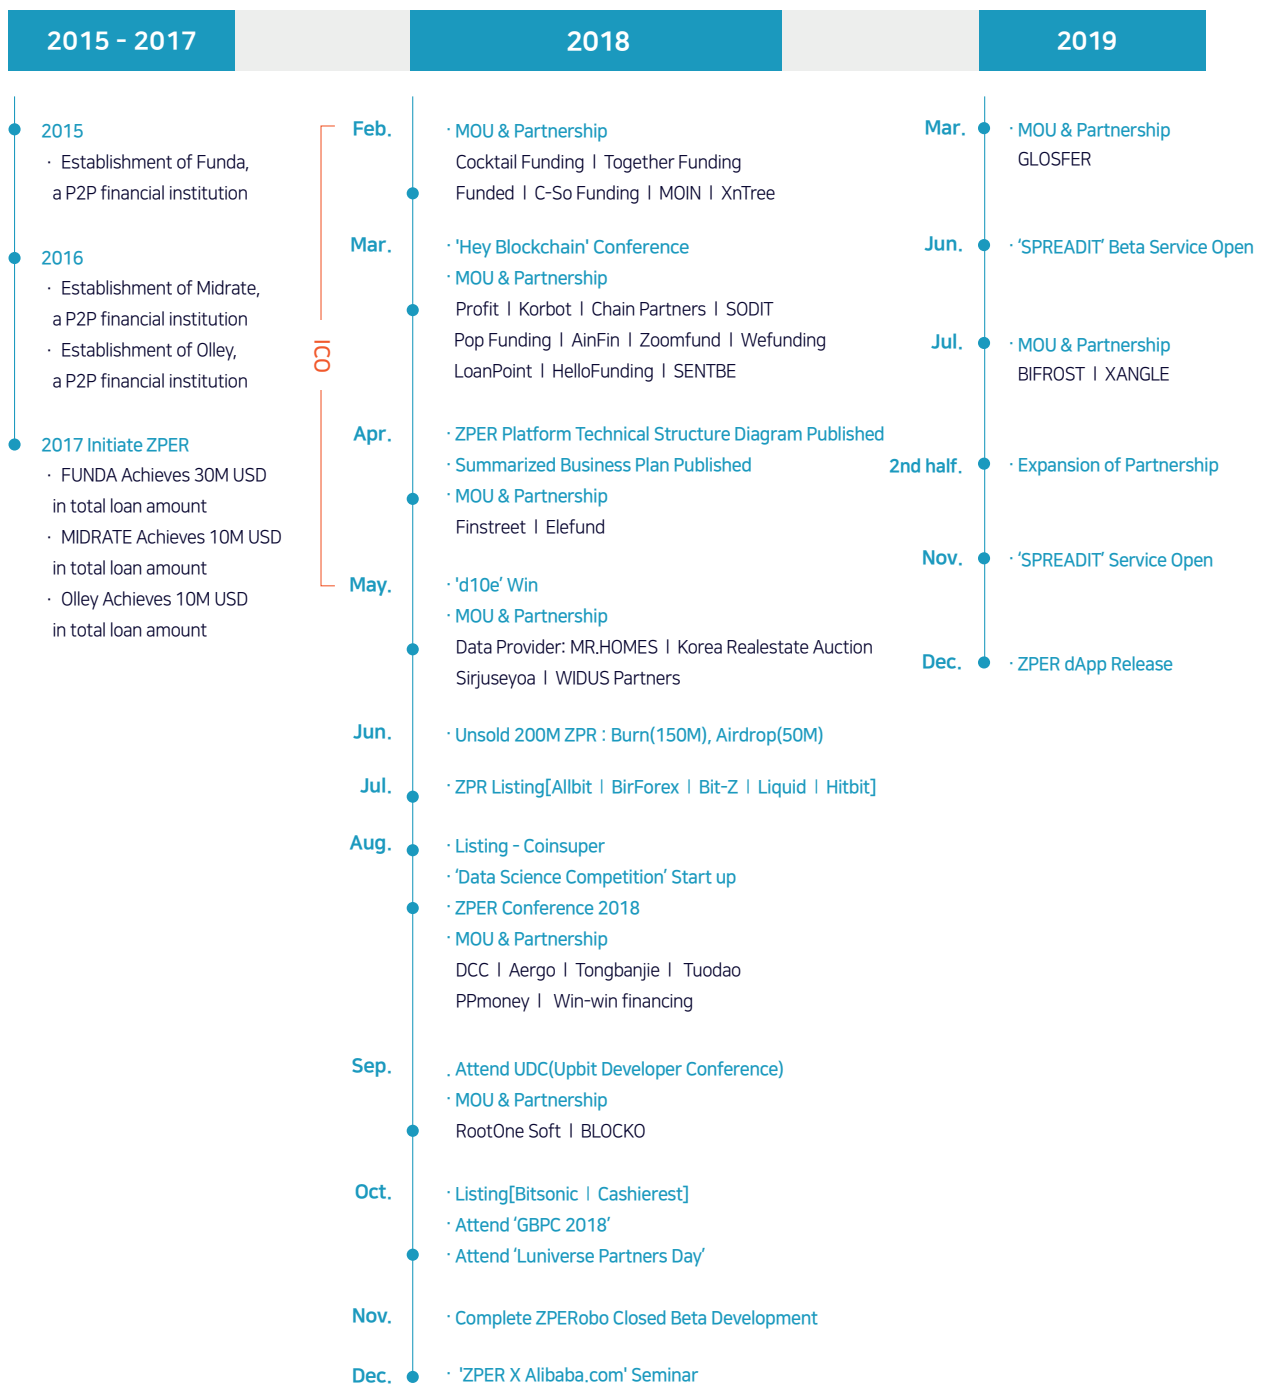 2015 - 2017
2015
· Establishment of Funda,
a P2P financial institution
2016
· Establishment of Midrate,
a P2P financial institution
· Establishment of Olley,
a P2P financial institution
2017 Initiate ZPER
· FUNDA Achieves 30M USD
in total loan amount
· MIDRATE Achieves 10M USD
in total loan amount
· Olley Achieves 10M USD
in total loan amount
2018
ICO
Feb.
· MOU & Partnership
Cocktail Funding | Together Funding
Funded | C-So Funding | MOIN | XnTree
Mar.
· 'Hey Blockchain' Conference
· MOU & Partnership
Profit | Korbot | Chain Partners | SODIT
Pop Funding | AinFin | Zoomfund | Wefunding
LoanPoint | HelloFunding | SENTBE
Apr.
· ZPER Platform Technical Structure Diagram Published
· Summarized Business Plan Published
· MOU & Partnership
Finstreet | Elefund
May.
· 'd10e’ Win
· MOU & Partnership
Data Provider: MR.HOMES | Korea Realestate Auction
Sirjuseyoa | WIDUS Partners
Jun.
· Unsold 200M ZPR : Burn(150M), Airdrop(50M)
Jul.
· ZPR Listing[Allbit | BirForex | Bit-Z | Liquid | Hitbit]
Aug.
· Listing - Coinsuper
· ‘Data Science Competition’ Start up
· ZPER Conference 2018
· MOU & Partnership
DCC | Aergo | Tongbanjie | Tuodao
PPmoney | Win-win financing
Sep.
. Attend UDC(Upbit Developer Conference)
· MOU & Partnership
RootOne Soft | BLOCKO
Oct.
· Listing[Bitsonic | Cashierest]
· Attend ‘GBPC 2018’
· Attend ‘Luniverse Partners Day’
Nov.
· Complete ZPERobo Closed Beta Development
Dec.
· 'ZPER X Alibaba.com' Seminar
2019
Mar.
· MOU & Partnership
GLOSFER
Jun.
· ‘SPREADIT’ Beta Service Open
Jul.
· MOU & Partnership
BIFROST | XANGLE
2nd half.
· Expansion of Partnership
Nov.
· ‘SPREADIT’ Service Open
Dec.
· ZPER dApp Release